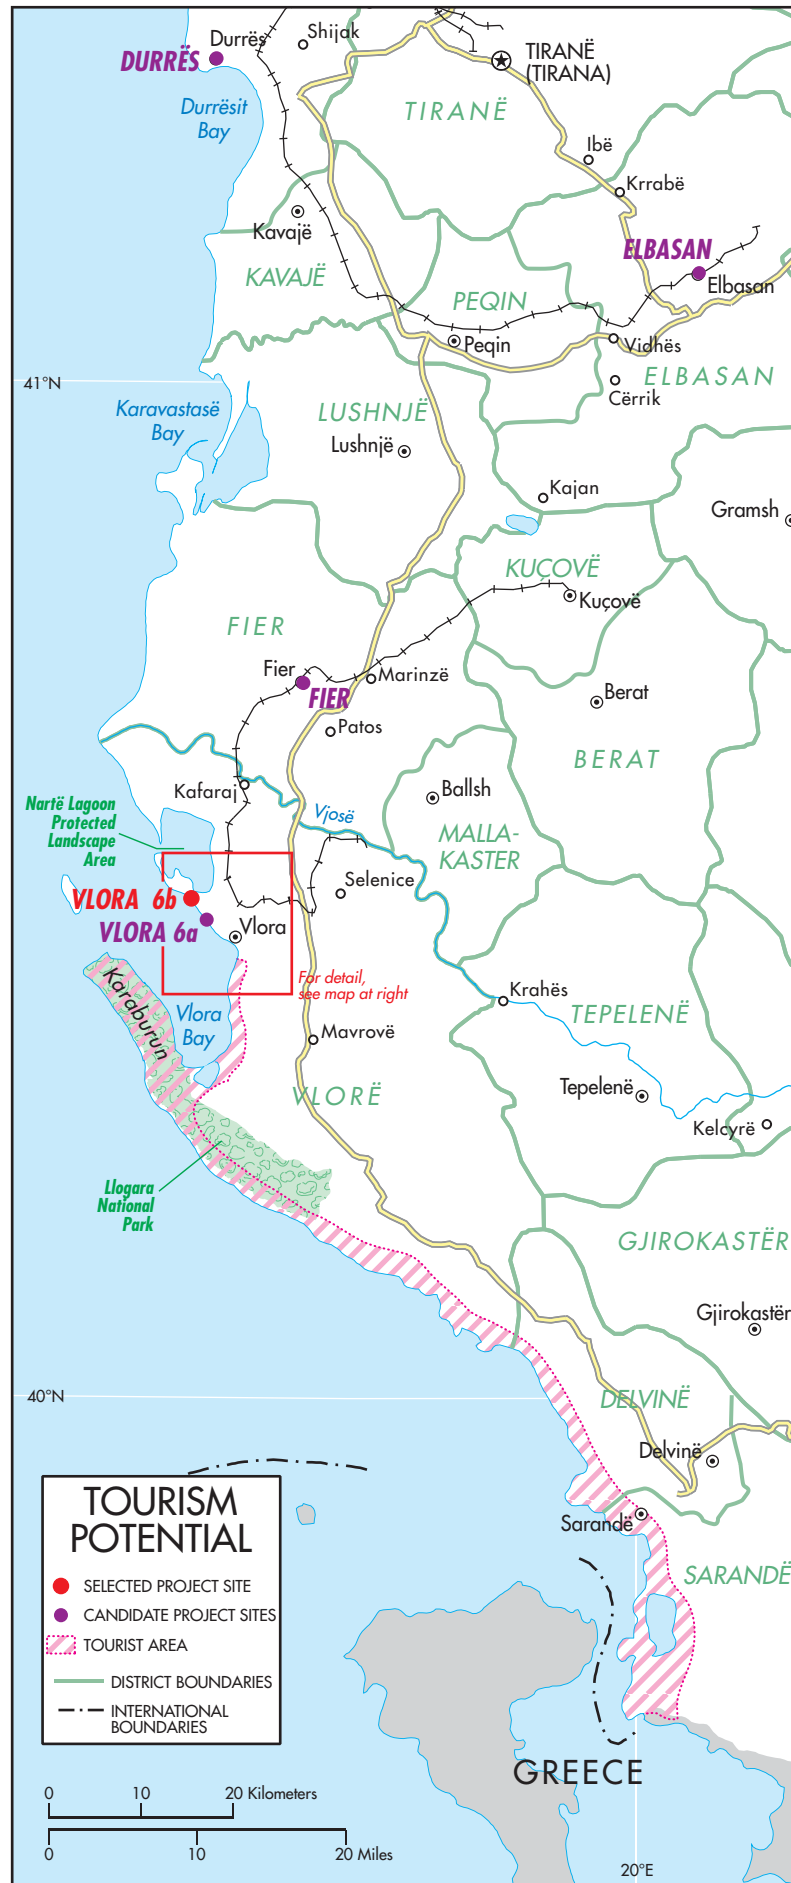 Durrës
Shijak
DURRËS
TIRANË
(TIRANA)
Durrësit
Bay
TIRANË
Ibë
Krrabë
Kavajë
ELBASAN
KAVAJË
Elbasan
PEQIN
Peqin
Vidhës
41°N
ELBASAN
Cërrik
Karavastasë
Bay
LUSHNJË
Lushnjë
Kajan
Gramsh
KUÇOVË
Kuçovë
FIER
Fier
Marinzë
FIER
Berat
Patos
BERAT
Kafaraj
Ballsh
Nartë Lagoon
Protected
Landscape
Area
Vjosë
MALLA-
KASTER
Selenice
VLORA 6b
VLORA 6a
Vlora
For detail,
see map at right
Karaburun
Krahës
Vlora
Bay
TEPELENË
Mavrovë
VLORË
Tepelenë
Kelcyrë
Llogara
National
Park
GJIROKASTËR
Gjirokastër
40°N
DELVINË
Delvinë
Sarandë
SARANDË
TOURISM
POTENTIAL
SELECTED PROJECT SITE
CANDIDATE PROJECT SITES
TOURIST AREA
DISTRICT BOUNDARIES
INTERNATIONAL
BOUNDARIES
GREECE
0 10 20 Kilometers
0 10 20 Miles
20°E